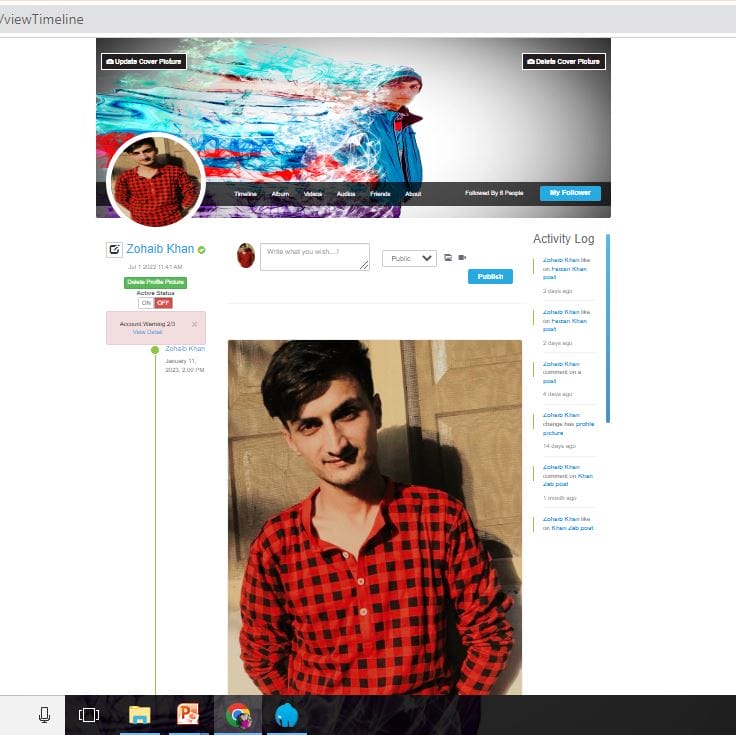 /viewTimeline
Update Cover Picture
Delete Cover Picture
Timeline Album Videos Audios Friends About
Followed By 6 People
My Follower
Zohaib Khan
Jul 1 2022 11:41 AM
Delete Profile Picture
Active Status
ON OFF
Account Warning 2/3 ×
View Detail
Zohaib Khan
January 11,
2023, 2:00 PM
Write what you wish...!
Public
Publish
Activity Log
Zohaib Khan like
on Faizan Khan
post
2 days ago
Zohaib Khan like
on Faizan Khan
post
2 days ago
Zohaib Khan
comment on a
post
4 days ago
Zohaib Khan
change has profile
picture
14 days ago
Zohaib Khan
comment on Khan
Zab post
1 month ago
Zohaib Khan like
on Khan Zab post